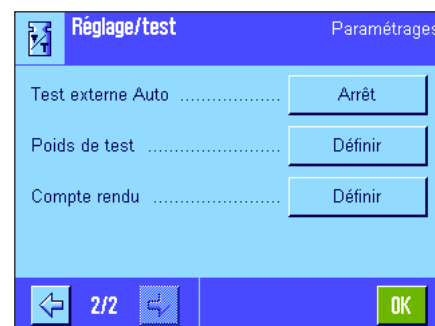 Réglage/test Paramétrages
Test externe Auto ................... Arrêt
Poids de test ........................ Définir
Compte rendu ....................... Définir
2/2 OK